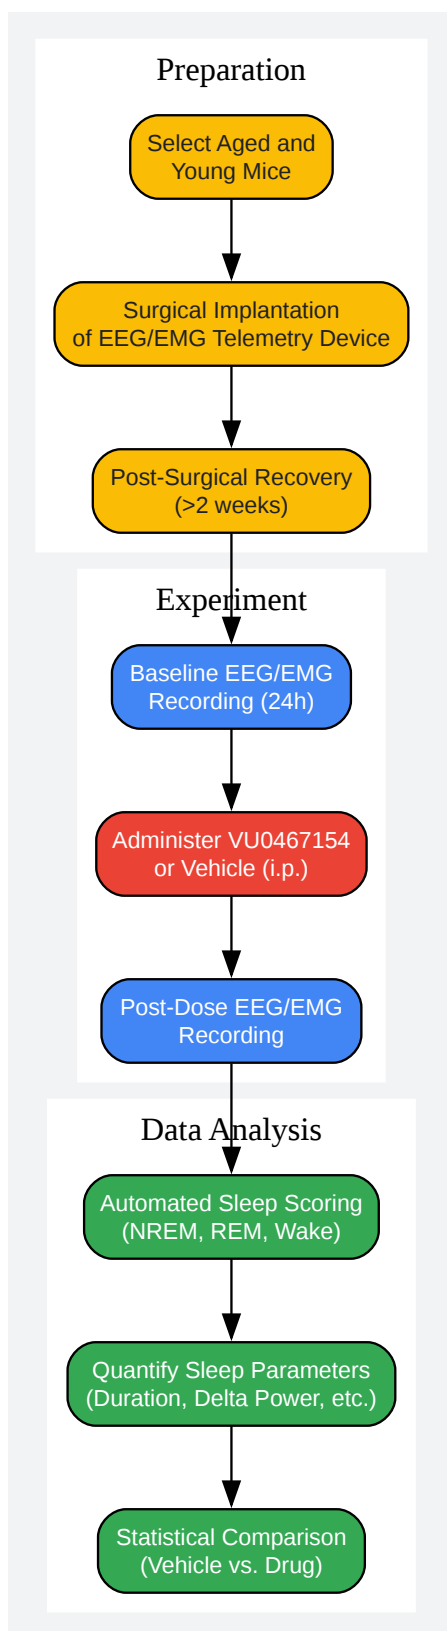 Preparation
Select Aged and
Young Mice
Surgical Implantation
of EEG/EMG Telemetry Device
Post-Surgical Recovery
(>2 weeks)
Experiment
Baseline EEG/EMG
Recording (24h)
Administer VU0467154
or Vehicle (i.p.)
Post-Dose EEG/EMG
Recording
Data Analysis
Automated Sleep Scoring
(NREM, REM, Wake)
Quantify Sleep Parameters
(Duration, Delta Power, etc.)
Statistical Comparison
(Vehicle vs. Drug)